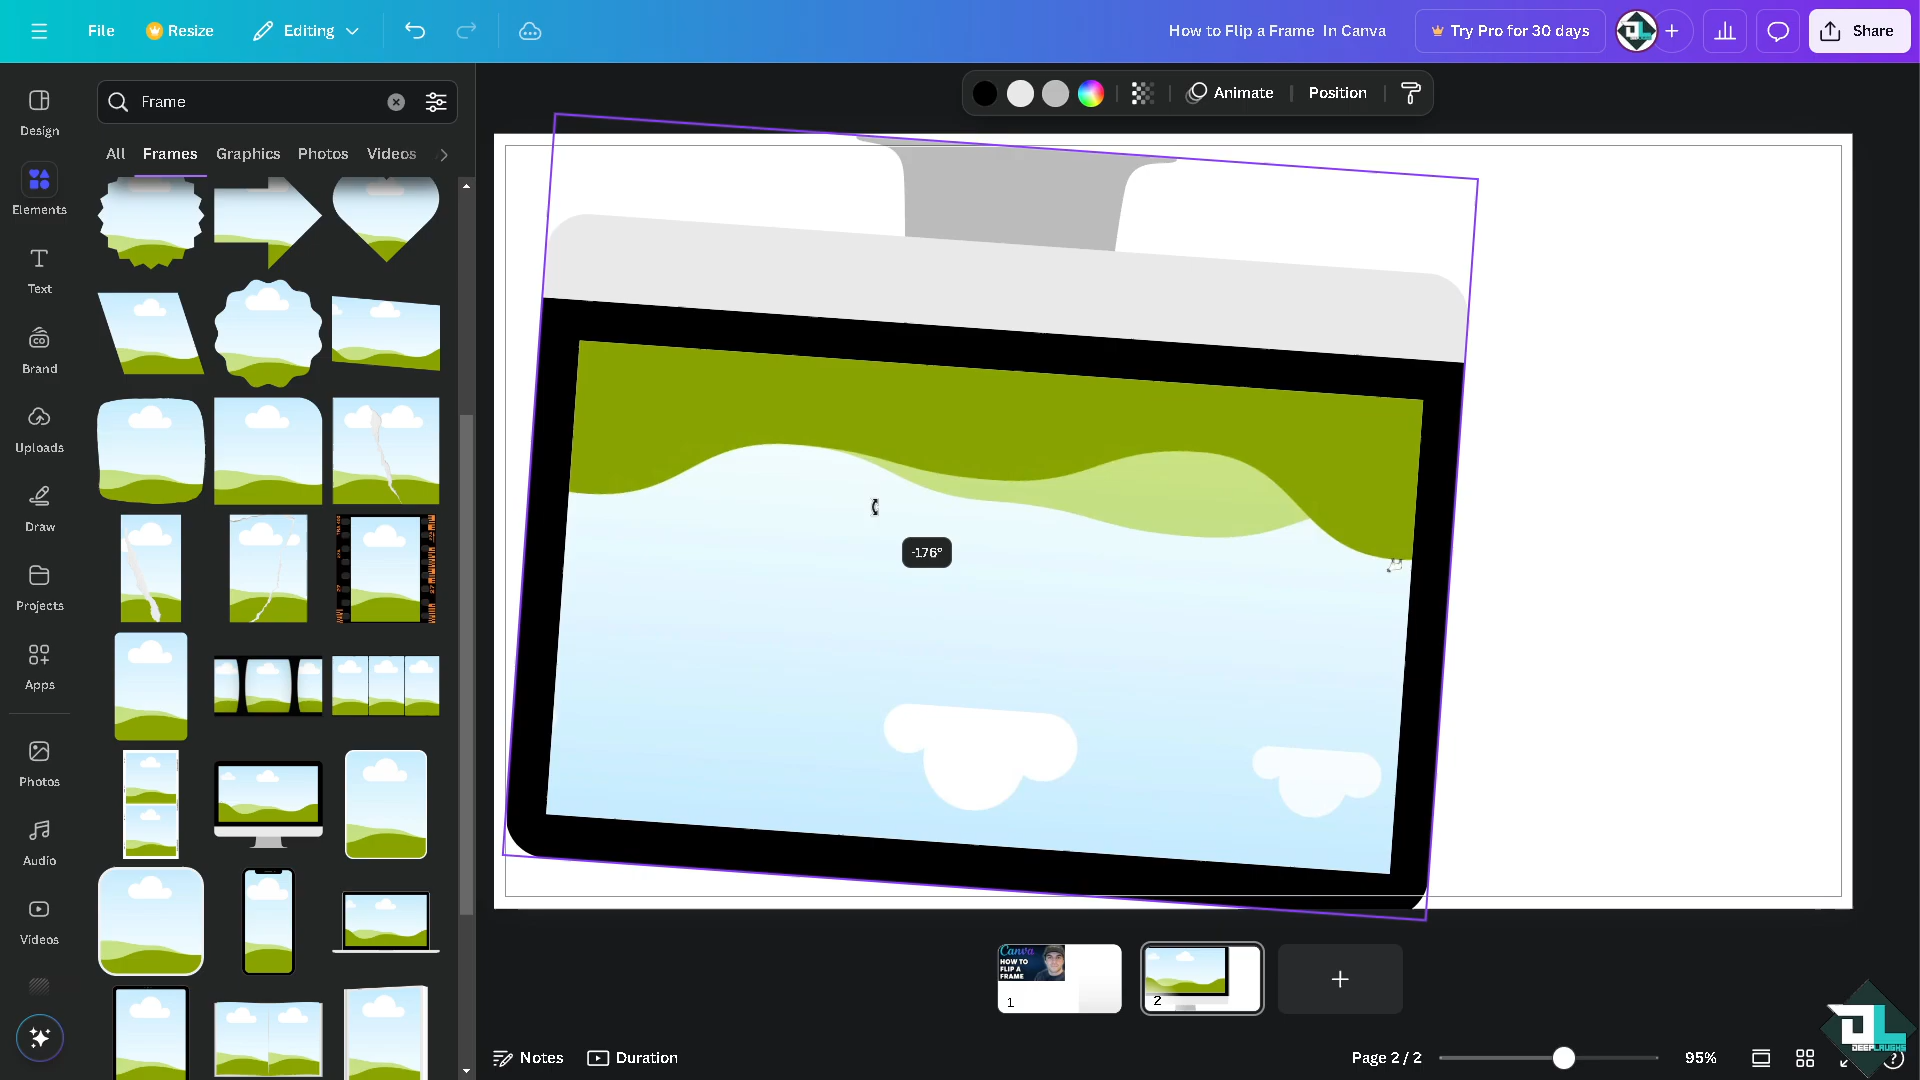 File
Resize
Editing
How to Flip a Frame In Canva
Try Pro for 30 days
Share
Frame
All
Frames
Graphics
Photos
Videos
Animate
Position
Design
Elements
Text
Brand
Uploads
Draw
Projects
Apps
Photos
Audio
Videos
-176°
Canva
HOW TO
FLIP A
FRAME
1
2
Notes
Duration
Page 2 / 2
95%
DEEPLAUGHS